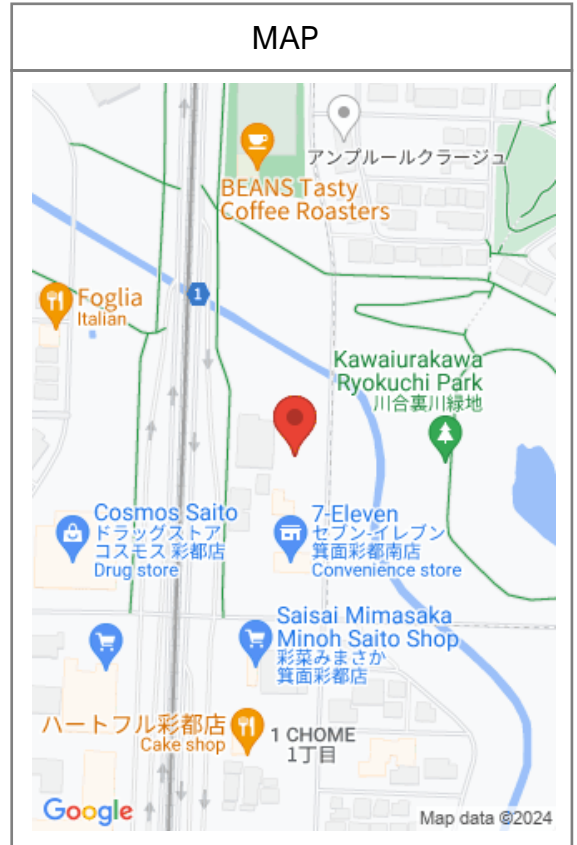 MAP
アンプルールクラージュ
BEANS Tasty
Coffee Roasters
1
Foglia
Italian
Kawaiurakawa
Ryokuchi Park
川合裏川緑地
Cosmos Saito
ドラッグストア
コスモス 彩都店
Drug store
7-Eleven
セブン-イレブン
箕面彩都南店
Convenience store
Saisai Mimasaka
Minoh Saito Shop
彩菜みまさか
箕面彩都店
ハートフル彩都店
Cake shop
1 CHOME
1丁目
Google
Map data ©2024